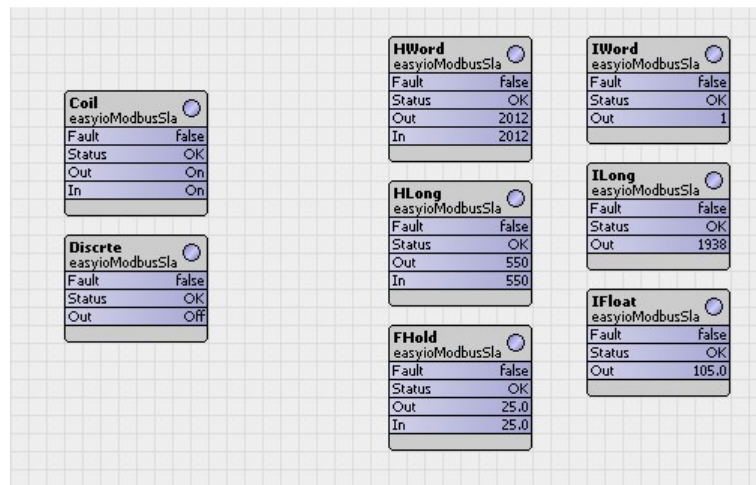 Coil
easyioModbusSla
Fault false
Status OK
Out On
In On
Discrte
easyioModbusSla
Fault false
Status OK
Out Off
HWord
easyioModbusSla
Fault false
Status OK
Out 2012
In 2012
HLong
easyioModbusSla
Fault false
Status OK
Out 550
In 550
FHold
easyioModbusSla
Fault false
Status OK
Out 25.0
In 25.0
IWord
easyioModbusSla
Fault false
Status OK
Out 1
ILong
easyioModbusSla
Fault false
Status OK
Out 1938
IFloat
easyioModbusSla
Fault false
Status OK
Out 105.0